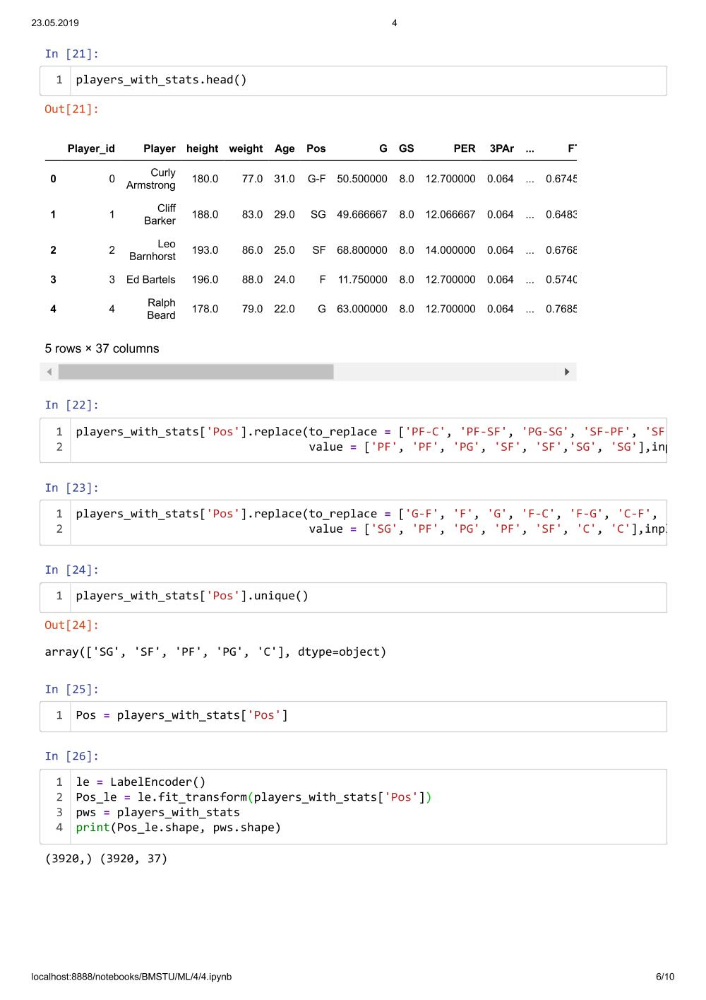 23.05.2019 4
In [21]:
1 players_with_stats.head()
Out[21]:
Player_id Player height weight Age Pos G GS PER 3PAr ... FT
0 0 Curly Armstrong 180.0 77.0 31.0 G-F 50.500000 8.0 12.700000 0.064 ... 0.6745
1 1 Cliff Barker 188.0 83.0 29.0 SG 49.666667 8.0 12.066667 0.064 ... 0.6483
2 2 Leo Barnhorst 193.0 86.0 25.0 SF 68.800000 8.0 14.000000 0.064 ... 0.6768
3 3 Ed Bartels 196.0 88.0 24.0 F 11.750000 8.0 12.700000 0.064 ... 0.5740
4 4 Ralph Beard 178.0 79.0 22.0 G 63.000000 8.0 12.700000 0.064 ... 0.7685
5 rows × 37 columns
In [22]:
1 players_with_stats['Pos'].replace(to_replace = ['PF-C', 'PF-SF', 'PG-SG', 'SF-PF', 'SF
2 value = ['PF', 'PF', 'PG', 'SF', 'SF','SG', 'SG'],inp
In [23]:
1 players_with_stats['Pos'].replace(to_replace = ['G-F', 'F', 'G', 'F-C', 'F-G', 'C-F',
2 value = ['SG', 'PF', 'PG', 'PF', 'SF', 'C', 'C'],inpl
In [24]:
1 players_with_stats['Pos'].unique()
Out[24]:
array(['SG', 'SF', 'PF', 'PG', 'C'], dtype=object)
In [25]:
1 Pos = players_with_stats['Pos']
In [26]:
1 le = LabelEncoder()
2 Pos_le = le.fit_transform(players_with_stats['Pos'])
3 pws = players_with_stats
4 print(Pos_le.shape, pws.shape)
(3920,) (3920, 37)
localhost:8888/notebooks/BMSTU/ML/4/4.ipynb 6/10